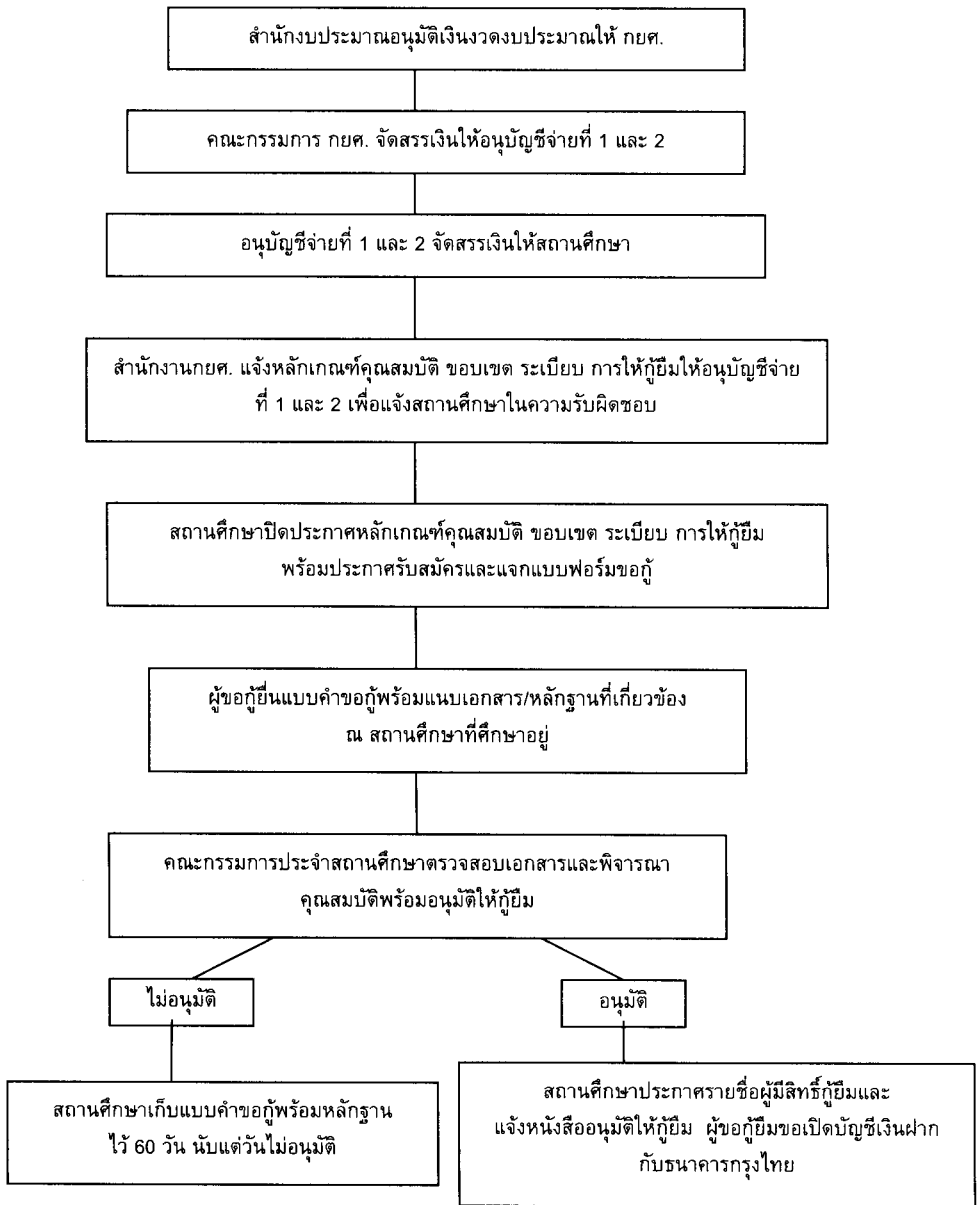 สำนักงบประมาณอนุมัติเงินงวดงบประมาณให้ กยศ.
คณะกรรมการ กยศ. จัดสรรเงินให้อนุบัญชีจ่ายที่ 1 และ 2
อนุบัญชีจ่ายที่ 1 และ 2 จัดสรรเงินให้สถานศึกษา
สำนักงานกยศ. แจ้งหลักเกณฑ์คุณสมบัติ ขอบเขต ระเบียบ การให้กู้ยืมให้อนุบัญชีจ่าย
ที่ 1 และ 2 เพื่อแจ้งสถานศึกษาในความรับผิดชอบ
สถานศึกษาปิดประกาศหลักเกณฑ์คุณสมบัติ ขอบเขต ระเบียบ การให้กู้ยืม
พร้อมประกาศรับสมัครและแจกแบบฟอร์มขอกู้
ผู้ขอกู้ยื่นแบบคำขอกู้พร้อมแนบเอกสาร/หลักฐานที่เกี่ยวข้อง
ณ สถานศึกษาที่ศึกษาอยู่
คณะกรรมการประจำสถานศึกษาตรวจสอบเอกสารและพิจารณา
คุณสมบัติพร้อมอนุมัติให้กู้ยืม
ไม่อนุมัติ
อนุมัติ
สถานศึกษาเก็บแบบคำขอกู้พร้อมหลักฐาน
ไว้ 60 วัน นับแต่วันไม่อนุมัติ
สถานศึกษาประกาศรายชื่อผู้มีสิทธิ์กู้ยืมและ
แจ้งหนังสืออนุมัติให้กู้ยืม ผู้ขอกู้ยืมขอเปิดบัญชีเงินฝาก
กับธนาคารกรุงไทย